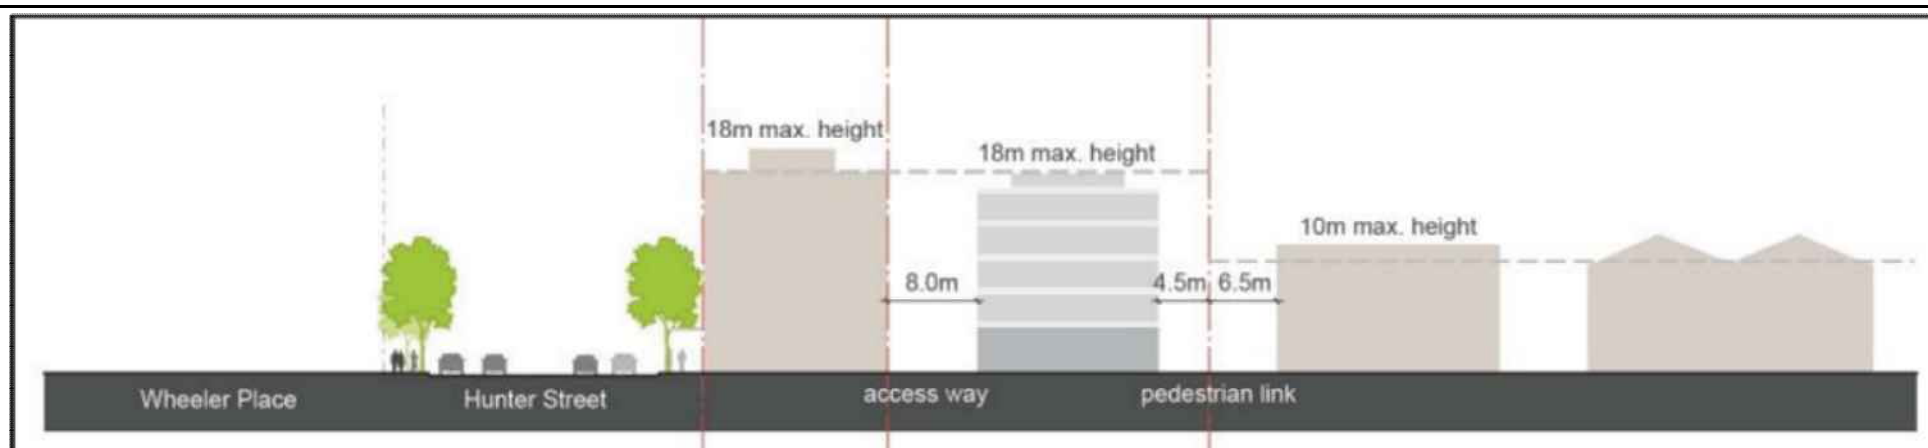 18m max. height
18m max. height
10m max. height
8.0m
4.5m
6.5m
Wheeler Place
Hunter Street
access way
pedestrian link